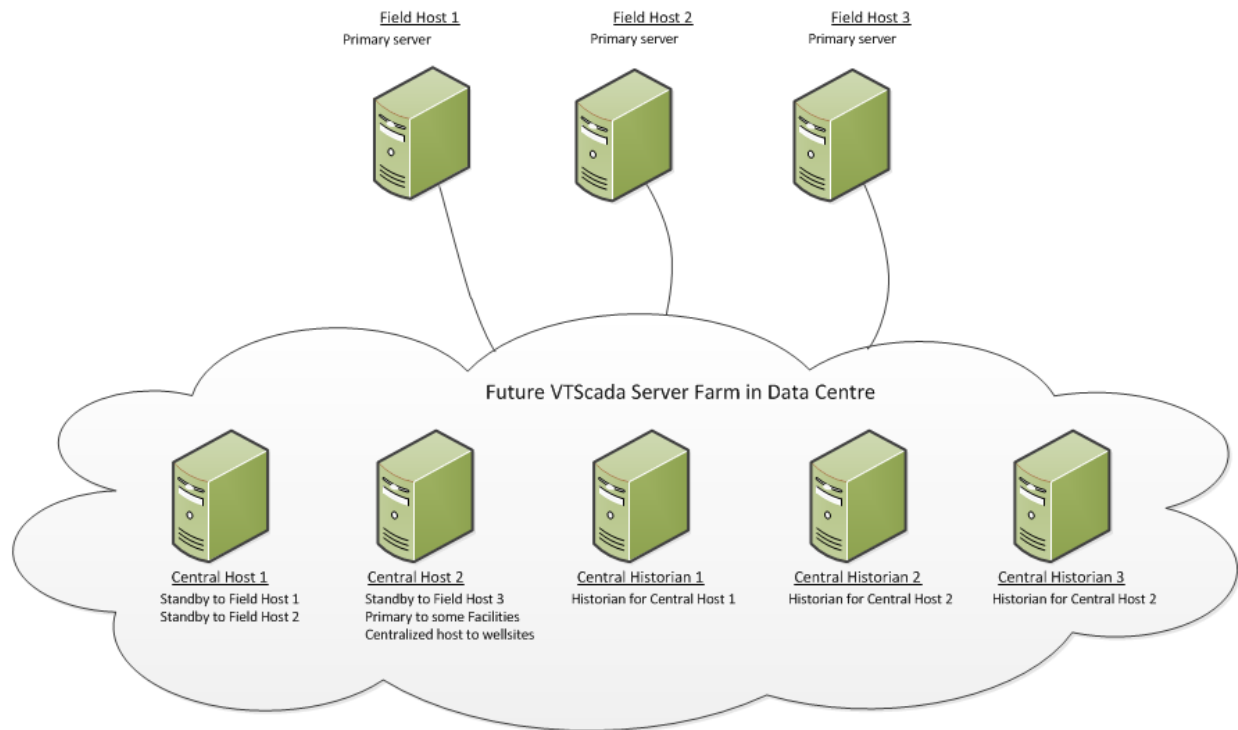 Field Host 1
Primary server
Field Host 2
Primary server
Field Host 3
Primary server
Future VTScada Server Farm in Data Centre
Central Host 1
Standby to Field Host 1
Standby to Field Host 2
Central Host 2
Standby to Field Host 3
Primary to some Facilities
Centralized host to wellsites
Central Historian 1
Historian for Central Host 1
Central Historian 2
Historian for Central Host 2
Central Historian 3
Historian for Central Host 2